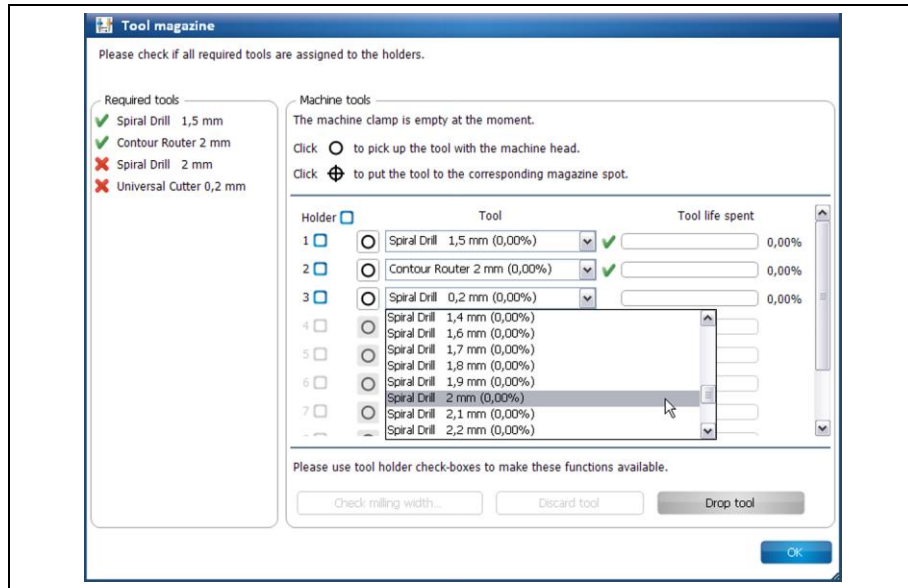 Tool magazine
Please check if all required tools are assigned to the holders.
Required tools
Spiral Drill 1,5 mm
Contour Router 2 mm
Spiral Drill 2 mm
Universal Cutter 0,2 mm
Machine tools
The machine clamp is empty at the moment.
Click to pick up the tool with the machine head.
Click to put the tool to the corresponding magazine spot.
Holder Tool Tool life spent
1 Spiral Drill 1,5 mm (0,00%) 0,00%
2 Contour Router 2 mm (0,00%) 0,00%
3 Spiral Drill 0,2 mm (0,00%) 0,00%
Spiral Drill 1,4 mm (0,00%)
4 Spiral Drill 1,6 mm (0,00%)
Spiral Drill 1,7 mm (0,00%)
5 Spiral Drill 1,8 mm (0,00%)
6 Spiral Drill 1,9 mm (0,00%)
Spiral Drill 2 mm (0,00%)
7 Spiral Drill 2,1 mm (0,00%)
Spiral Drill 2,2 mm (0,00%)
Please use tool holder check-boxes to make these functions available.
Check milling width... Discard tool Drop tool
OK